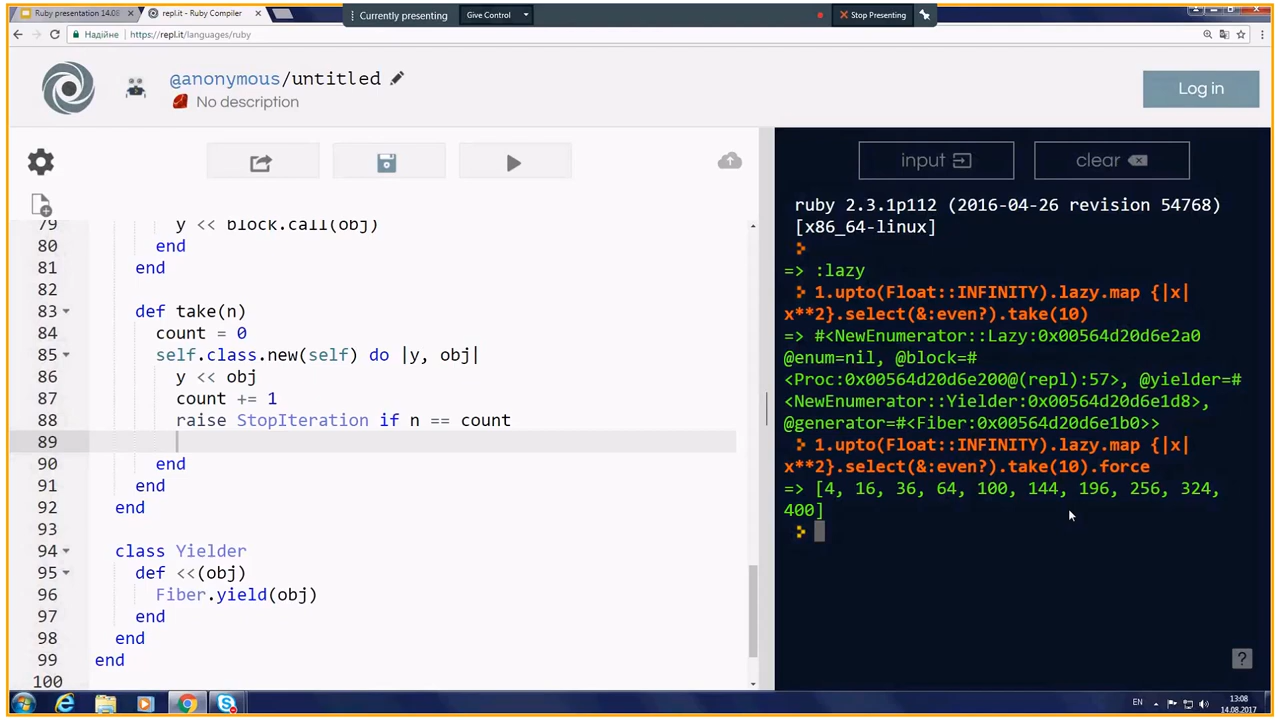 Ruby presentation 14.08
repl.it - Ruby Compiler
Currently presenting
Give Control
Stop Presenting
Надійне
https://repl.it/languages/ruby
@anonymous/untitled
No description
Log in
input
clear
79 y << block.call(obj)
80 end
81 end
82
83 def take(n)
84 count = 0
85 self.class.new(self) do |y, obj|
86 y << obj
87 count += 1
88 raise StopIteration if n == count
89
90 end
91 end
92 end
93
94 class Yielder
95 def <<(obj)
96 Fiber.yield(obj)
97 end
98 end
99 end
100
ruby 2.3.1p112 (2016-04-26 revision 54768)
[x86_64-linux]
=> :lazy
1.upto(Float::INFINITY).lazy.map {|x|
x**2}.select(&:even?).take(10)
=> #<NewEnumerator::Lazy:0x00564d20d6e2a0
@enum=nil, @block=#
<Proc:0x00564d20d6e200@(repl):57>, @yielder=#
<NewEnumerator::Yielder:0x00564d20d6e1d8>,
@generator=#<Fiber:0x00564d20d6e1b0>>
1.upto(Float::INFINITY).lazy.map {|x|
x**2}.select(&:even?).take(10).force
=> [4, 16, 36, 64, 100, 144, 196, 256, 324,
400]
?
EN
13:08
14.08.2017